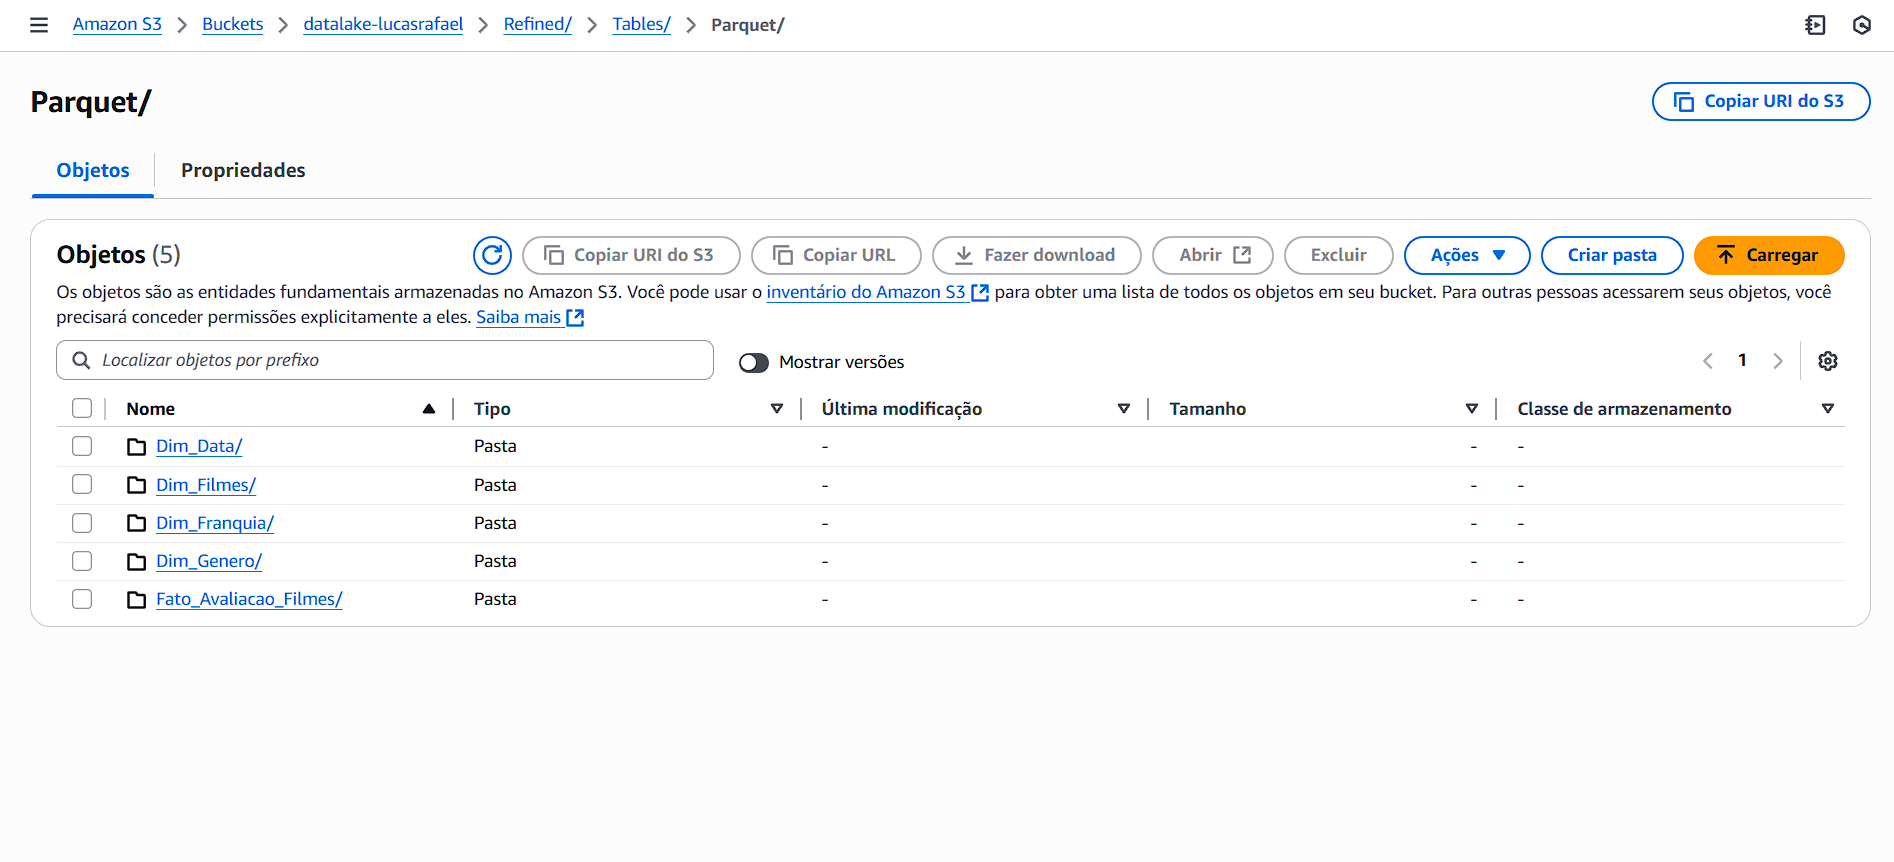 Amazon S3 Buckets datalake-lucasrafael Refined/ Tables/ Parquet/
Parquet/
Copiar URI do S3
Objetos Propriedades
Objetos (5)
Copiar URI do S3 Copiar URL Fazer download Abrir Excluir Ações Criar pasta Carregar
Os objetos são as entidades fundamentais armazenadas no Amazon S3. Você pode usar o inventário do Amazon S3 para obter uma lista de todos os objetos em seu bucket. Para outras pessoas acessarem seus objetos, você
precisará conceder permissões explicitamente a eles. Saiba mais
Localizar objetos por prefixo Mostrar versões 1
Nome Tipo Última modificação Tamanho Classe de armazenamento
Dim_Data/ Pasta - - -
Dim_Filmes/ Pasta - - -
Dim_Franquia/ Pasta - - -
Dim_Genero/ Pasta - - -
Fato_Avaliacao_Filmes/ Pasta - - -